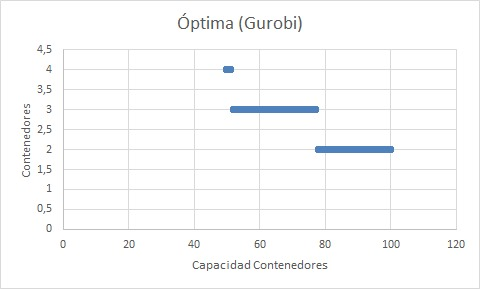 Óptima (Gurobi)
4,5
4
3,5
3
2,5
2
1,5
1
0,5
0
Contenedores
0 20 40 60 80 100 120
Capacidad Contenedores